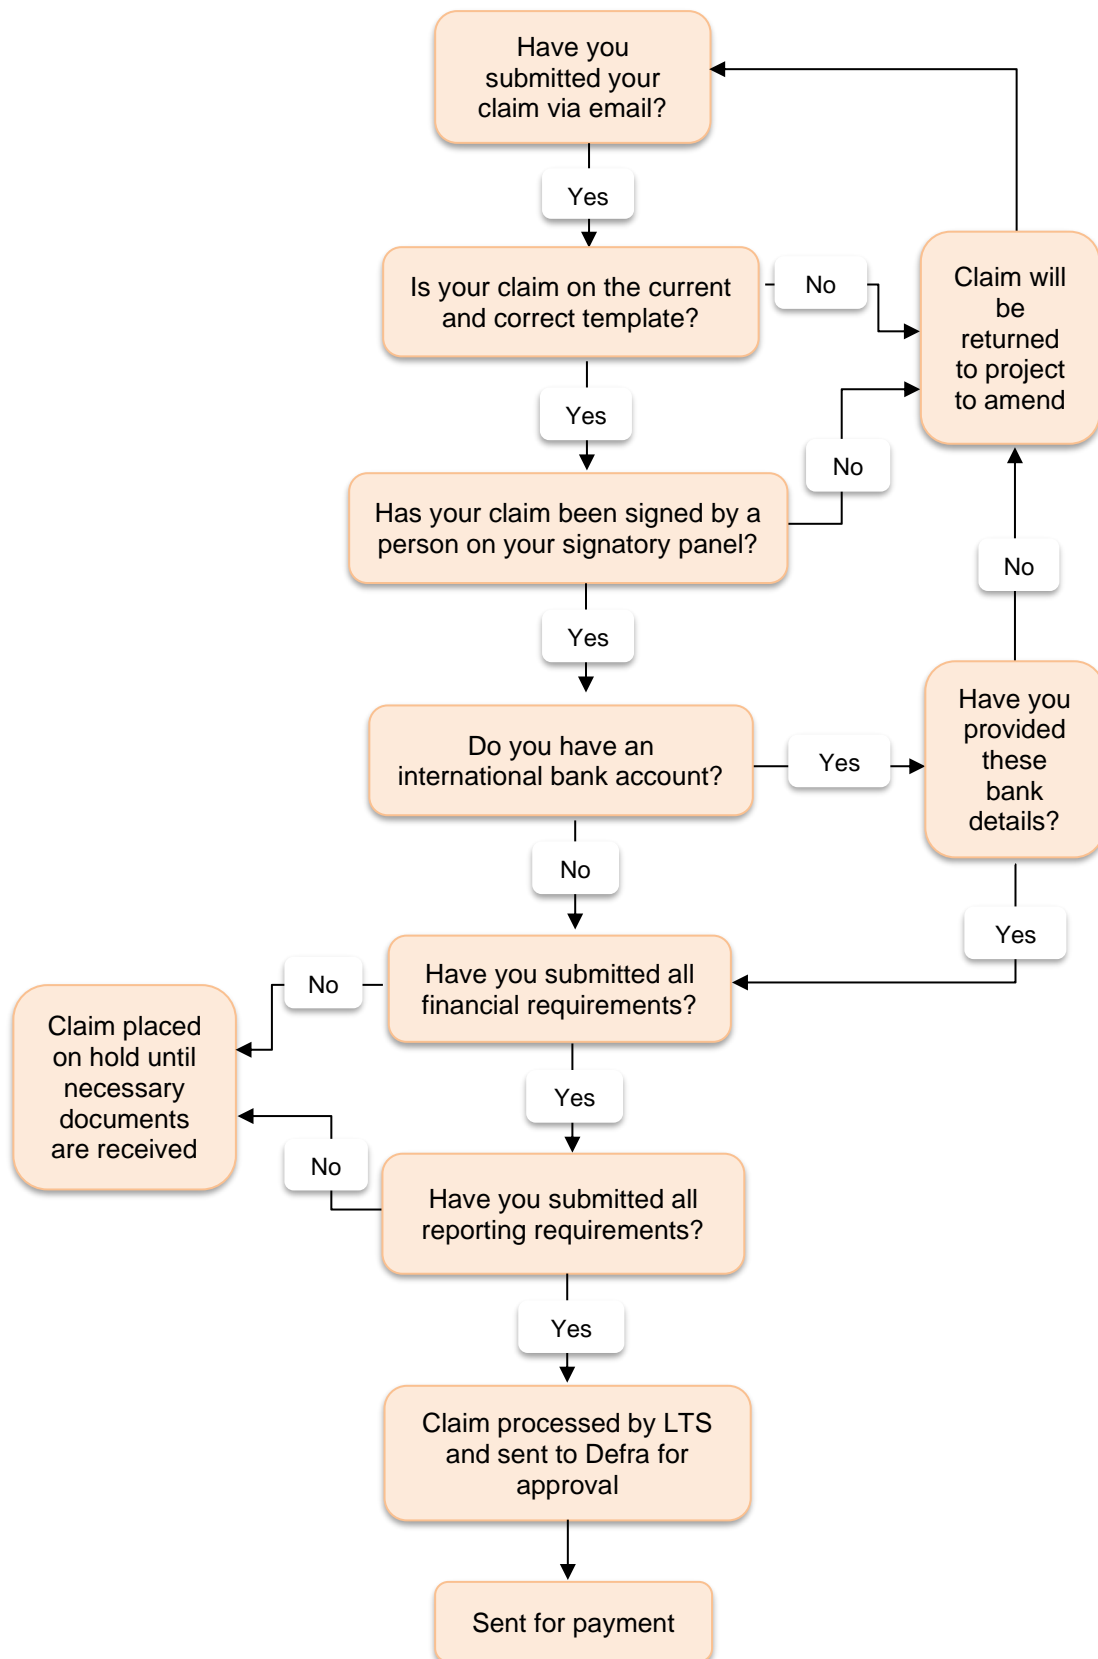 Have you
submitted your
claim via email?
Yes
Is your claim on the current
and correct template?
No
Claim will
be
returned
to project
to amend
Yes
Has your claim been signed by a
person on your signatory panel?
No
Yes
No
Do you have an
international bank account?
Yes
Have you
provided
these
bank
details?
No
Yes
Have you submitted all
financial requirements?
No
Claim placed
on hold until
necessary
documents
are received
Yes
No
Have you submitted all
reporting requirements?
Yes
Claim processed by LTS
and sent to Defra for
approval
Sent for payment